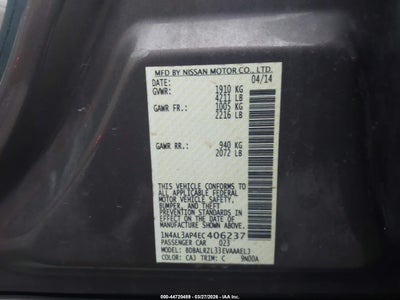 MFD BY NISSAN MOTOR CO., LTD.
DATE: 04/14
GVWR: 1910 KG
4211 LB
GAWR FR: 1005 KG
2216 LB
GAWR RR: 940 KG
2072 LB
THIS VEHICLE CONFORMS TO
ALL APPLICABLE FEDERAL
MOTOR VEHICLE SAFETY, BUMPER,
AND THEFT
PREVENTION STANDARDS IN
EFFECT ON THE DATE OF
MANUFACTURE SHOWN ABOVE.
1N4AL3AP4EC406237
PASSENGER CAR 023
MODEL: BDBALRZL33EVAAAEL3
COLOR: CAJ TRIM: C 9N00A
ID: 44720489 - 03/27/2026 - © IAA